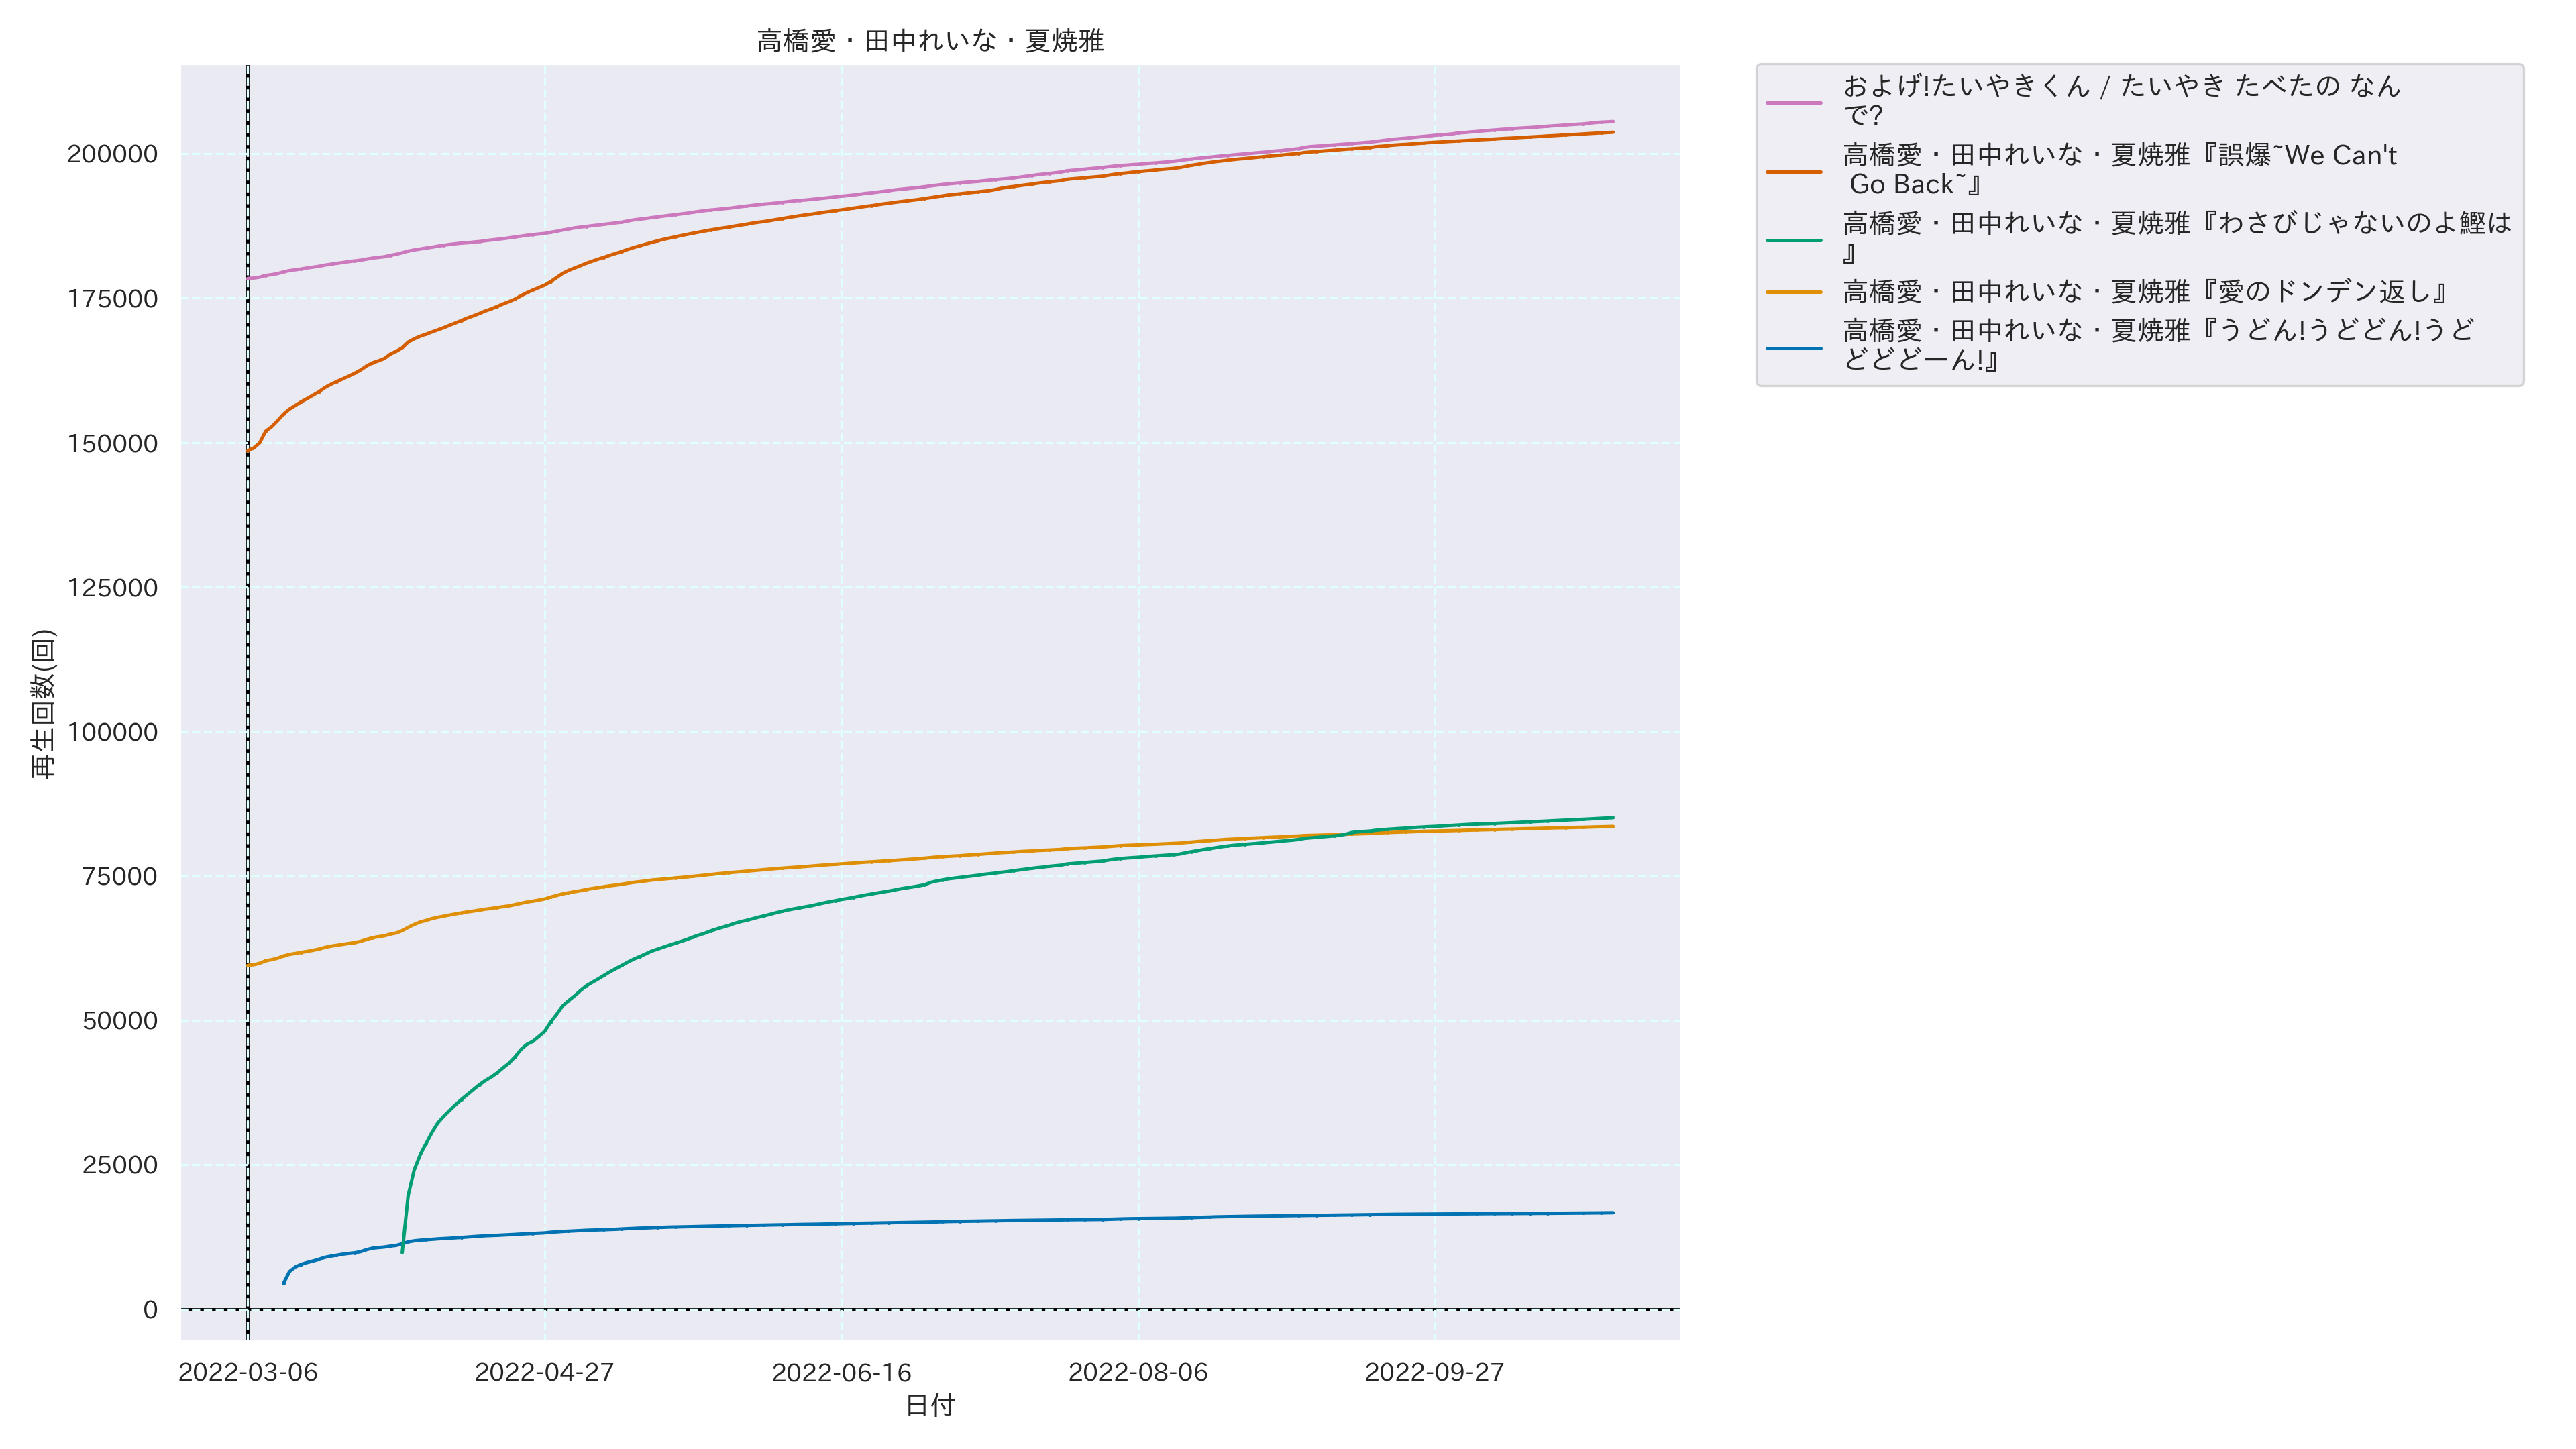 高橋愛・田中れいな・夏焼雅
およげ!たいやきくん / たいやき たべたの なん
で?
高橋愛・田中れいな・夏焼雅『誤爆~We Can't
Go Back~』
高橋愛・田中れいな・夏焼雅『わさびじゃないのよ鰹は
』
高橋愛・田中れいな・夏焼雅『愛のドンデン返し』
高橋愛・田中れいな・夏焼雅『うどん!うどどん!うど
どどどーん!』
再生回数(回)
200000
175000
150000
125000
100000
75000
50000
25000
0
2022-03-06
2022-04-27
2022-06-16
2022-08-06
2022-09-27
日付